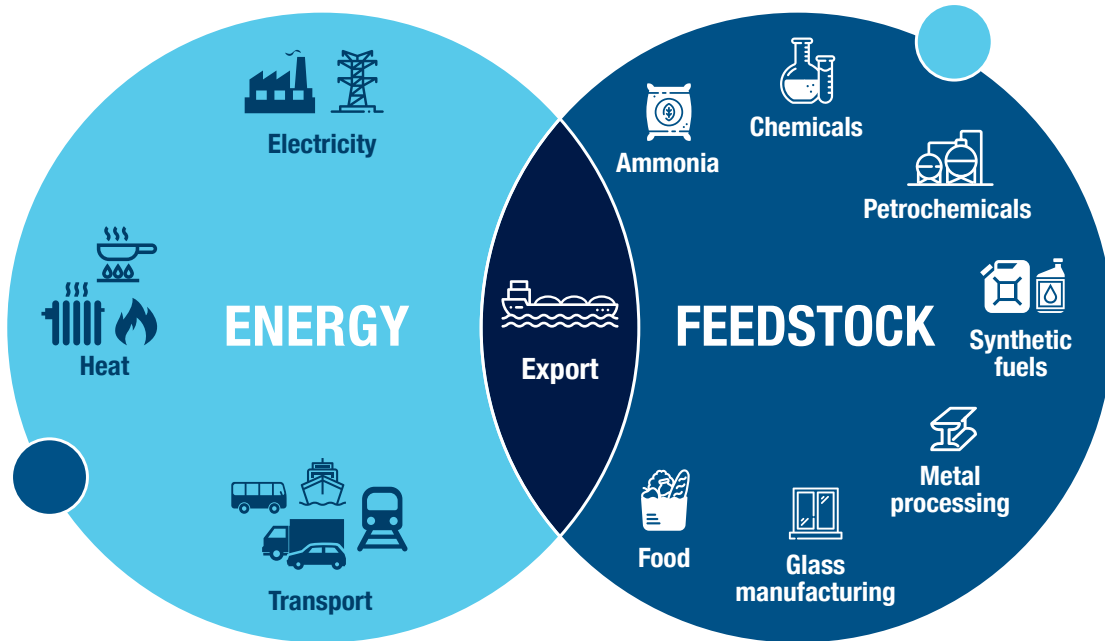 Electricity
Heat
ENERGY
Transport
Export
Ammonia
Chemicals
Petrochemicals
FEEDSTOCK
Synthetic
fuels
Metal
processing
Glass
manufacturing
Food